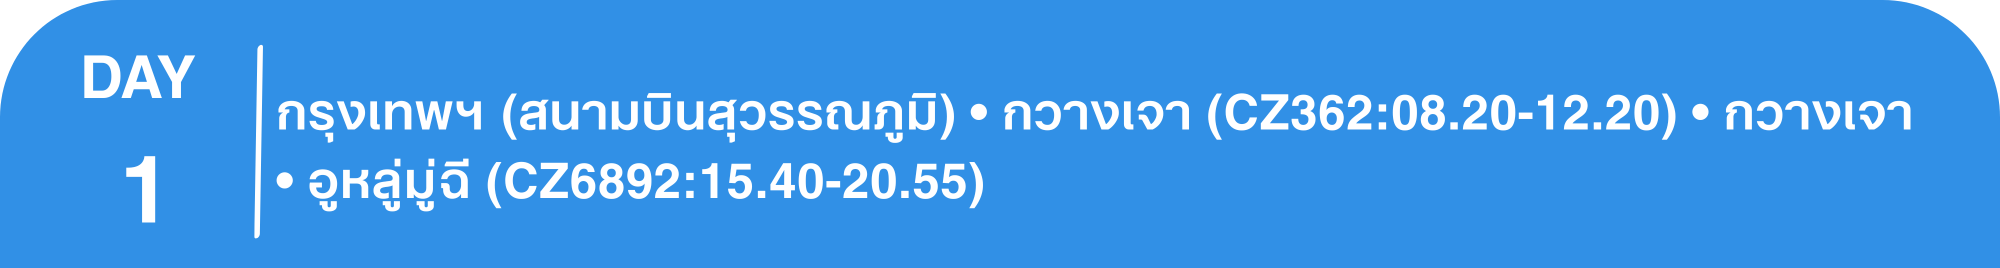 DAY
1
กรุงเทพฯ (สนามบินสุวรรณภูมิ) • กวางเจา (CZ362:08.20-12.20) • กวางเจา
• อูหลู่มู่ฉี (CZ6892:15.40-20.55)